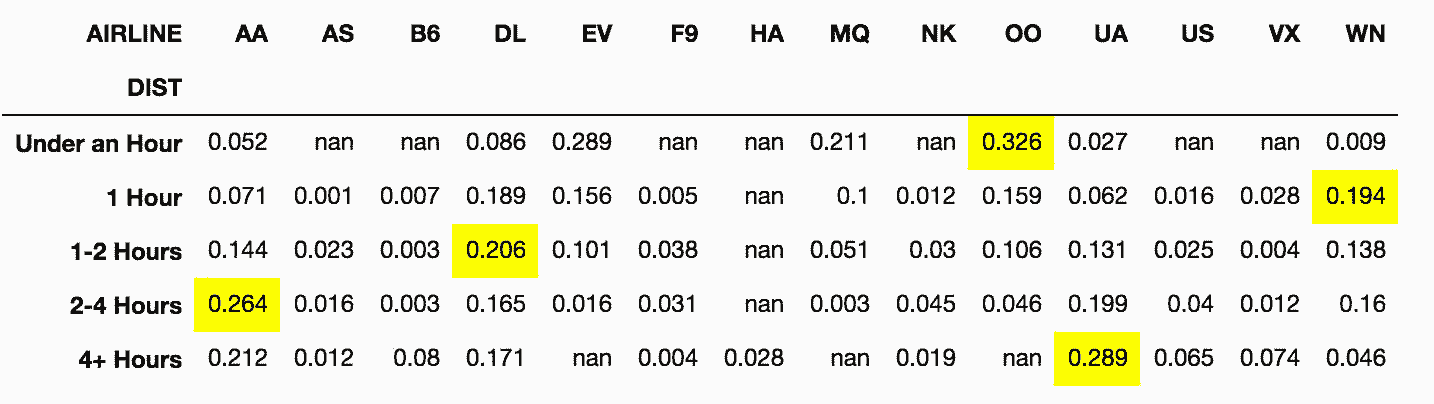 AIRLINE AA AS B6 DL EV F9 HA MQ NK OO UA US VX WN
DIST
Under an Hour 0.052 nan nan 0.086 0.289 nan nan 0.211 nan 0.326 0.027 nan nan 0.009
1 Hour 0.071 0.001 0.007 0.189 0.156 0.005 nan 0.1 0.012 0.159 0.062 0.016 0.028 0.194
1-2 Hours 0.144 0.023 0.003 0.206 0.101 0.038 nan 0.051 0.03 0.106 0.131 0.025 0.004 0.138
2-4 Hours 0.264 0.016 0.003 0.165 0.016 0.031 nan 0.003 0.045 0.046 0.199 0.04 0.012 0.16
4+ Hours 0.212 0.012 0.08 0.171 nan 0.004 0.028 nan 0.019 nan 0.289 0.065 0.074 0.046